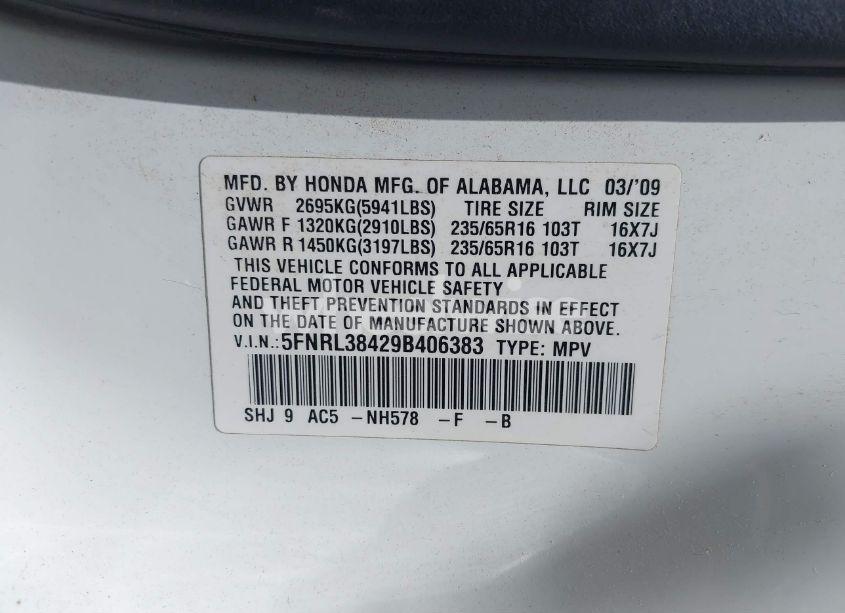 MFD. BY HONDA MFG. OF ALABAMA, LLC 03/'09
GVWR 2695KG(5941LBS) TIRE SIZE RIM SIZE
GAWR F 1320KG(2910LBS) 235/65R16 103T 16X7J
GAWR R 1450KG(3197LBS) 235/65R16 103T 16X7J
THIS VEHICLE CONFORMS TO ALL APPLICABLE
FEDERAL MOTOR VEHICLE SAFETY
AND THEFT PREVENTION STANDARDS IN EFFECT
ON THE DATE OF MANUFACTURE SHOWN ABOVE.
V.I.N.:5FNRL38429B406383 TYPE: MPV
SHJ 9 AC5 -NH578 -F -B